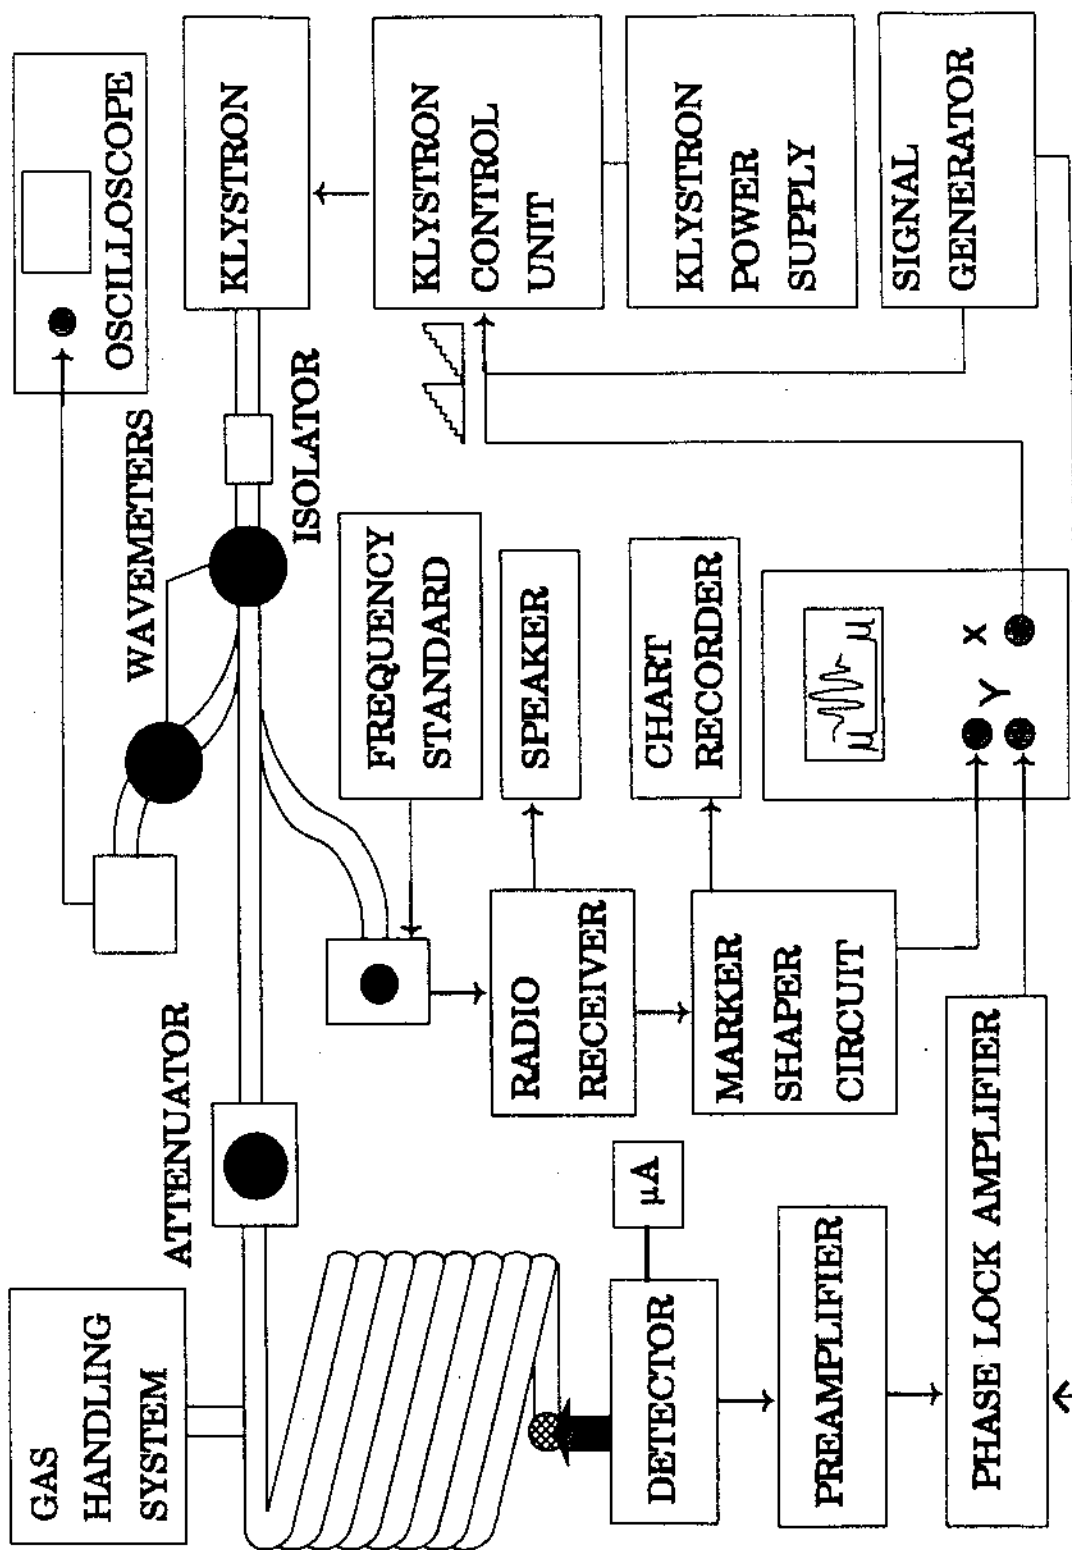 GAS
HANDLING
SYSTEM
ATTENUATOR
WAVEMETERS
OSCILLOSCOPE
ISOLATOR
KLYSTRON
KLYSTRON
CONTROL
UNIT
KLYSTRON
POWER
SUPPLY
SIGNAL
GENERATOR
FREQUENCY
STANDARD
SPEAKER
RADIO
RECEIVER
CHART
RECORDER
MARKER
SHAPER
CIRCUIT
µA
DETECTOR
PREAMPLIFIER
PHASE LOCK AMPLIFIER
Y X